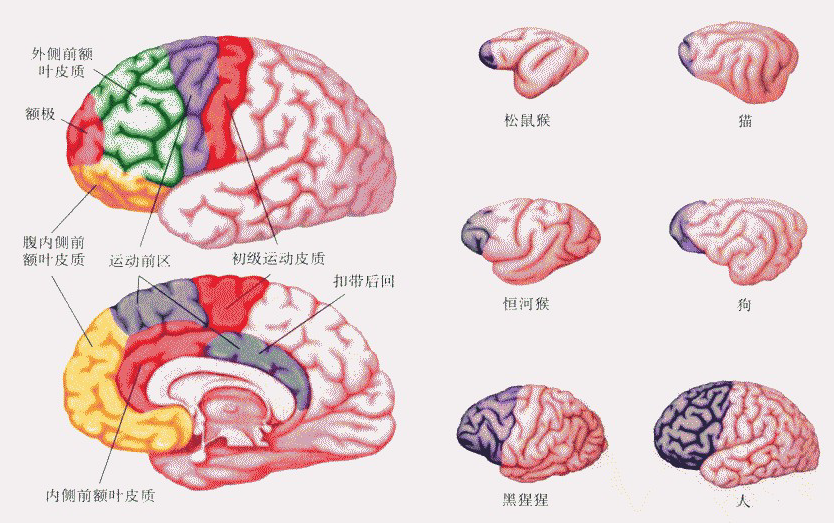 外侧前额
叶皮质
额极
腹内侧前
额叶皮质
运动前区
初级运动皮质
扣带后回
内侧前额叶皮质
松鼠猴
猫
恒河猴
狗
黑猩猩
人